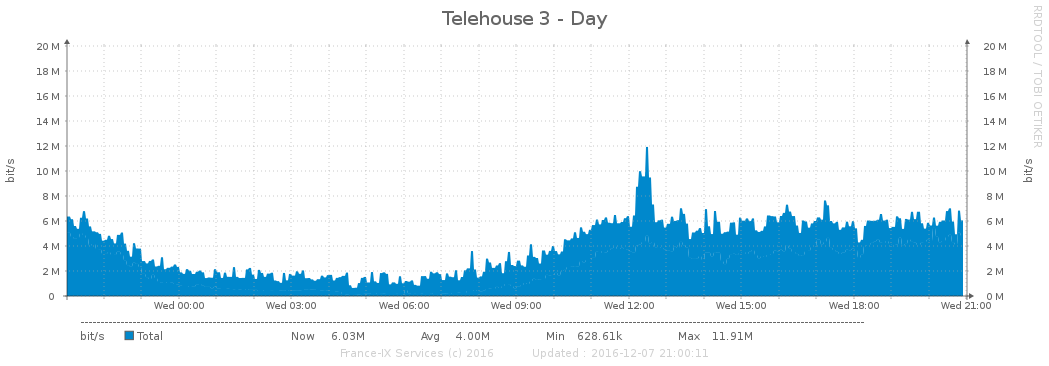 Telehouse 3 - Day
RRDTOOL / TOBI OETIKER
20 M 20 M
18 M 18 M
16 M 16 M
14 M 14 M
12 M 12 M
10 M 10 M
8 M 8 M
6 M 6 M
4 M 4 M
2 M 2 M
0 0 M
bit/s
bit/s
Wed 00:00 Wed 03:00 Wed 06:00 Wed 09:00 Wed 12:00 Wed 15:00 Wed 18:00 Wed 21:00
bit/s Total Now 6.03M Avg 4.00M Min 628.61k Max 11.91M
France-IX Services (c) 2016 Updated : 2016-12-07 21:00:11